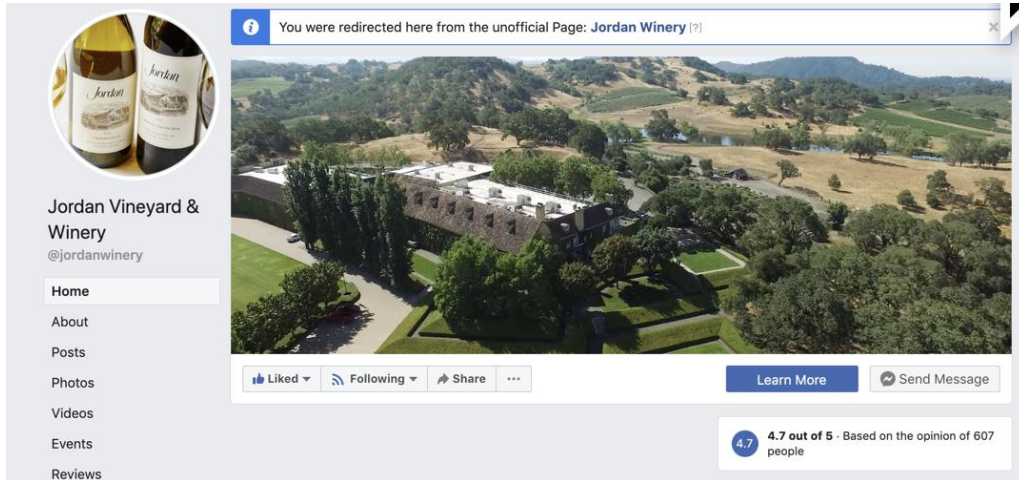 You were redirected here from the unofficial Page: Jordan Winery [?]
Jordan
Jordan
Jordan Vineyard &
Winery
@jordanwinery
Home
About
Posts
Photos
Videos
Events
Reviews
Liked
Following
Share
Learn More
Send Message
4.7
4.7 out of 5 · Based on the opinion of 607
people